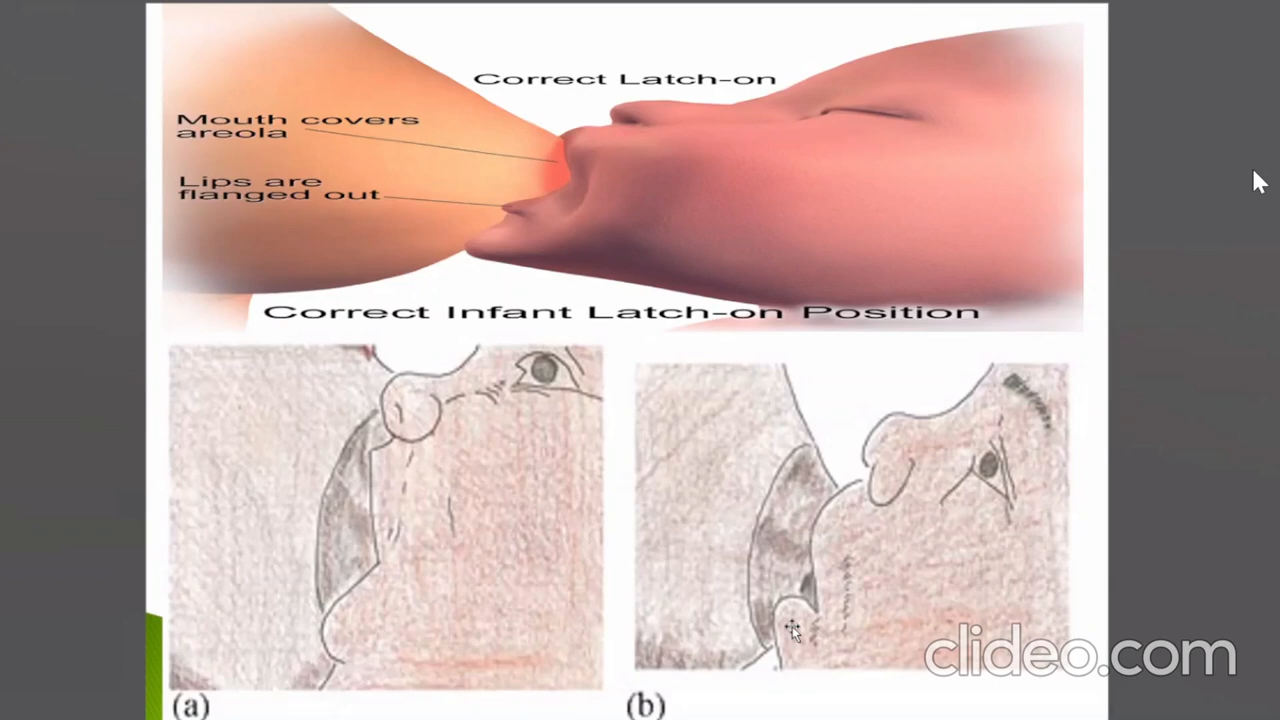 Correct Latch-on
Mouth covers
areola
Lips are
flanged out
Correct Infant Latch-on Position
(a)
(b)
clideo.com